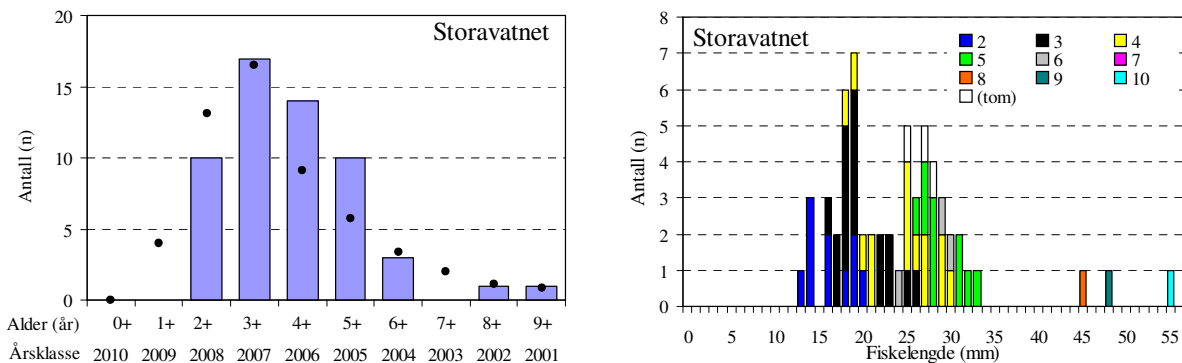 Storavatnet
Antall (n)
20
15
10
5
0
Alder (år) 0+ 1+ 2+ 3+ 4+ 5+ 6+ 7+ 8+ 9+
Årsklasse 2010 2009 2008 2007 2006 2005 2004 2003 2002 2001
Storavatnet
Antall (n)
8
7
6
5
4
3
2
1
0
2 3 4
5 6 7
8 9 10
(tom)
0 5 10 15 20 25 30 35 40 45 50 55
Fiskelengde (mm)